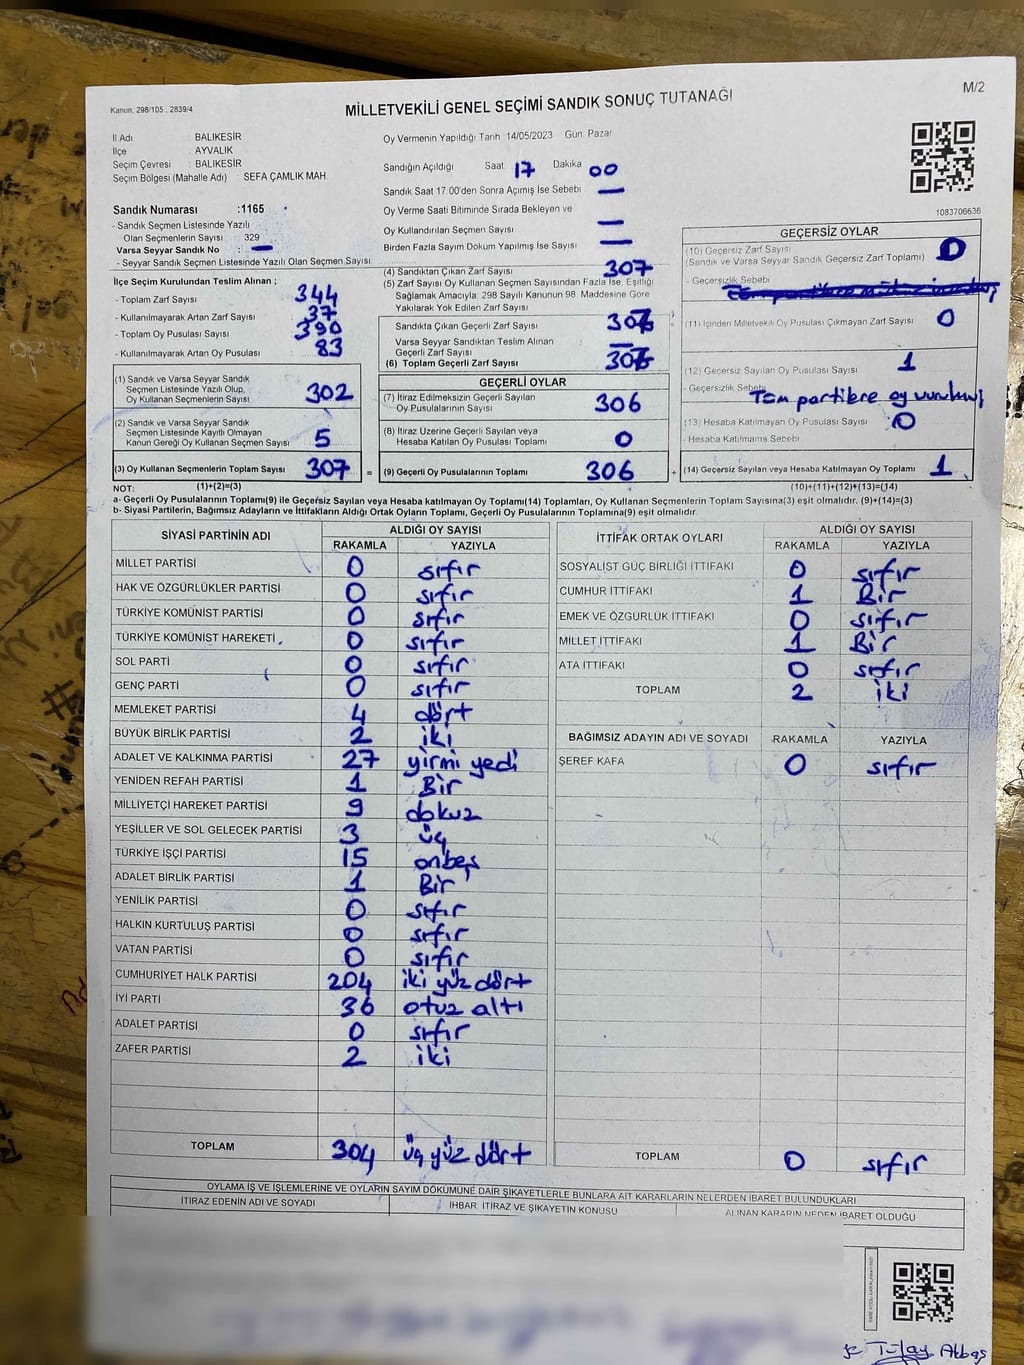 Kanun: 298/105 , 2839/4
MİLLETVEKİLİ GENEL SEÇİMİ SANDIK SONUÇ TUTANAĞI
M/2
İl Adı : BALIKESİR
İlçe : AYVALIK
Seçim Çevresi : BALIKESİR
Seçim Bölgesi (Mahalle Adı) : SEFA ÇAMLIK MAH.
Sandık Numarası :1165
- Sandık Seçmen Listesinde Yazılı
Olan Seçmenlerin Sayısı 329
Varsa Seyyar Sandık No : —
- Seyyar Sandık Seçmen Listesinde Yazılı Olan Seçmen Sayısı:
Oy Vermenin Yapıldığı Tarih 14/05/2023 Gün Pazar
Sandığın Açıldığı Saat 17 Dakika 00
Sandık Saat 17:00'den Sonra Açımış İse Sebebi —
Oy Verme Saati Bitiminde Sırada Bekleyen ve
Oy Kullandırılan Seçmen Sayısı —
Birden Fazla Sayım Döküm Yapılmış İse Sayısı —
1083706636
İlçe Seçim Kurulundan Teslim Alınan ;
- Toplam Zarf Sayısı 344
- Kullanılmayarak Artan Zarf Sayısı 37
- Toplam Oy Pusulası Sayısı 390
- Kullanılmayarak Artan Oy Pusulası 83
(1) Sandık ve Varsa Seyyar Sandık
Seçmen Listesinde Yazılı Olup,
Oy Kullanan Seçmenlerin Sayısı 302
(2) Sandık ve Varsa Seyyar Sandık
Seçmen Listesinde Kayıtlı Olmayan
Kanun Gereği Oy Kullanan Seçmen Sayısı 5
(3) Oy Kullanan Seçmenlerin Toplam Sayısı 307 =
(4) Sandıktan Çıkan Zarf Sayısı 307
(5) Zarf Sayısı Oy Kullanan Seçmen Sayısından Fazla İse, Eşitliği
Sağlamak Amacıyla; 298 Sayılı Kanunun 98. Maddesine Göre
Yakılarak Yok Edilen Zarf Sayısı
Sandıkta Çıkan Geçerli Zarf Sayısı
Varsa Seyyar Sandıktan Teslim Alınan
Geçerli Zarf Sayısı —
(6) Toplam Geçerli Zarf Sayısı
GEÇERLİ OYLAR
(7) İtiraz Edilmeksizin Geçerli Sayılan
Oy Pusulalarının Sayısı 306
(8) İtiraz Üzerine Geçerli Sayılan veya
Hesaba Katılan Oy Pusulası Toplamı 0
(9) Geçerli Oy Pusulalarının Toplamı 306 +
GEÇERSİZ OYLAR
(10) Geçersiz Zarf Sayısı 0
(Sandık ve Varsa Seyyar Sandık Geçersiz Zarf Toplamı)
- Geçersizlik Sebebi
(11) İçinden Milletvekili Oy Pusulası Çıkmayan Zarf Sayısı 0
(12) Geçersiz Sayılan Oy Pusulası Sayısı 1
- Geçersizlik Sebebi Tüm partilere oy vurulmuş
(13) Hesaba Katılmayan Oy Pusulası Sayısı 0
- Hesaba Katılmama Sebebi
(14) Geçersiz Sayılan veya Hesaba Katılmayan Oy Toplamı 1
NOT: (1)+(2)=(3) (10)+(11)+(12)+(13)=(14)
a- Geçerli Oy Pusulalarının Toplamı(9) ile Geçersiz Sayılan veya Hesaba katılmayan Oy Toplamı(14) Toplamları, Oy Kullanan Seçmenlerin Toplam Sayısına(3) eşit olmalıdır. (9)+(14)=(3)
b- Siyasi Partilerin, Bağımsız Adayların ve İttifakların Aldığı Ortak Oyların Toplamı, Geçerli Oy Pusulalarının Toplamına(9) eşit olmalıdır.
SİYASİ PARTİNİN ADI ALDIĞI OY SAYISI
RAKAMLA YAZIYLA
MİLLET PARTİSİ 0 sıfır
HAK VE ÖZGÜRLÜKLER PARTİSİ 0 sıfır
TÜRKİYE KOMÜNİST PARTİSİ 0 sıfır
TÜRKİYE KOMÜNİST HAREKETİ 0 sıfır
SOL PARTİ 0 sıfır
GENÇ PARTİ 0 sıfır
MEMLEKET PARTİSİ 4 dört
BÜYÜK BİRLİK PARTİSİ 2 iki
ADALET VE KALKINMA PARTİSİ 27 yirmi yedi
YENİDEN REFAH PARTİSİ 1 Bir
MİLLİYETÇİ HAREKET PARTİSİ 9 dokuz
YEŞİLLER VE SOL GELECEK PARTİSİ 3 üç
TÜRKİYE İŞÇİ PARTİSİ 15 onbeş
ADALET BİRLİK PARTİSİ 1 Bir
YENİLİK PARTİSİ 0 sıfır
HALKIN KURTULUŞ PARTİSİ 0 sıfır
VATAN PARTİSİ 0 sıfır
CUMHURİYET HALK PARTİSİ 204 iki yüz dört
İYİ PARTİ 36 otuz altı
ADALET PARTİSİ 0 sıfır
ZAFER PARTİSİ 2 iki
TOPLAM 304 üç yüz dört
İTTİFAK ORTAK OYLARI ALDIĞI OY SAYISI
RAKAMLA YAZIYLA
SOSYALİST GÜÇ BİRLİĞİ İTTİFAKI 0 sıfır
CUMHUR İTTİFAKI 1 Bir
EMEK VE ÖZGÜRLÜK İTTİFAKI 0 sıfır
MİLLET İTTİFAKI 1 Bir
ATA İTTİFAKI 0 sıfır
TOPLAM 2 iki
BAĞIMSIZ ADAYIN ADI VE SOYADI RAKAMLA YAZIYLA
ŞEREF KAFA 0 sıfır
TOPLAM 0 sıfır
OYLAMA İŞ VE İŞLEMLERİNE VE OYLARIN SAYIM DÖKÜMÜNE DAİR ŞİKAYETLERLE BUNLARA AİT KARARLARIN NELERDEN İBARET BULUNDUKLARI
İTİRAZ EDENİN ADI VE SOYADI İHBAR, İTİRAZ VE ŞİKAYETİN KONUSU ALINAN KARARIN NEDEN İBARET OLDUĞU
Tülay Akbaş